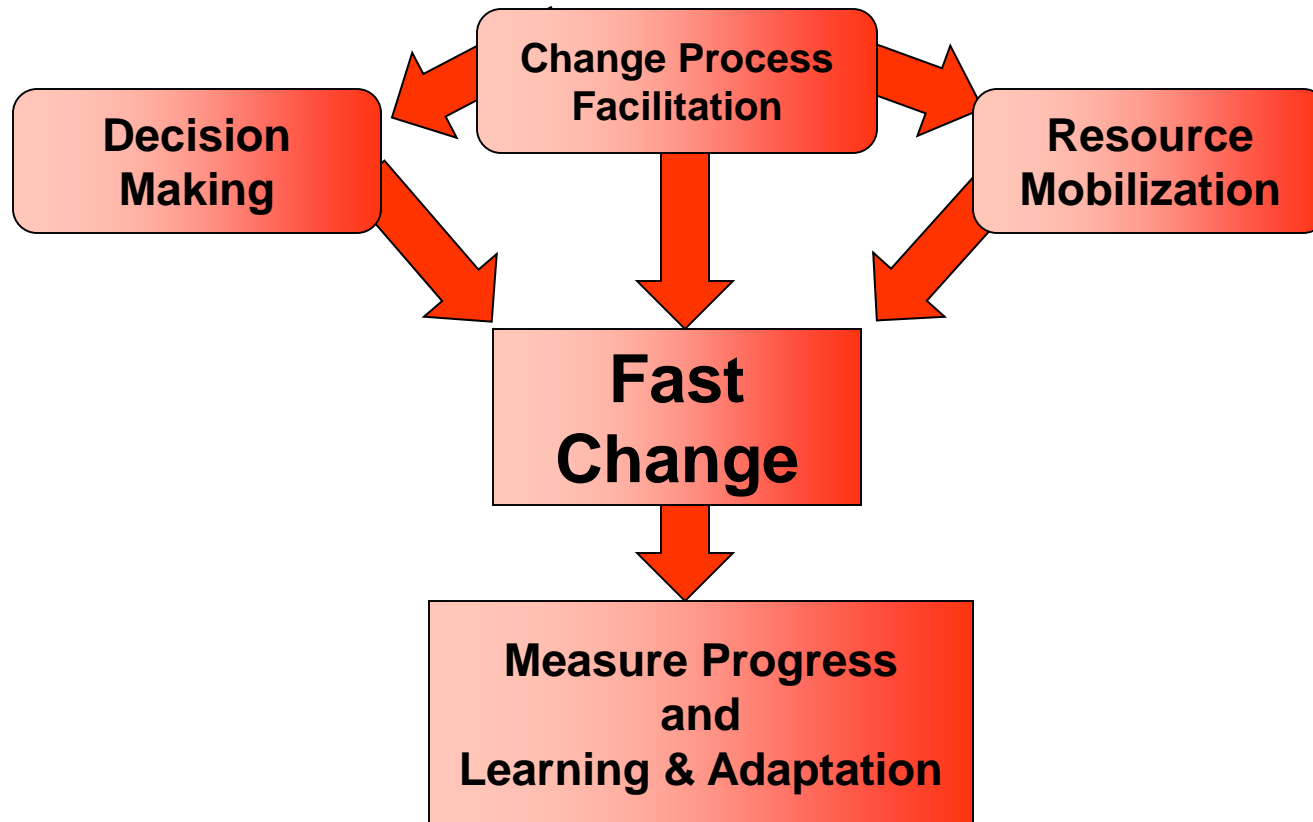 Change Process
Facilitation
Decision
Making
Resource
Mobilization
Fast
Change
Measure Progress
and
Learning & Adaptation